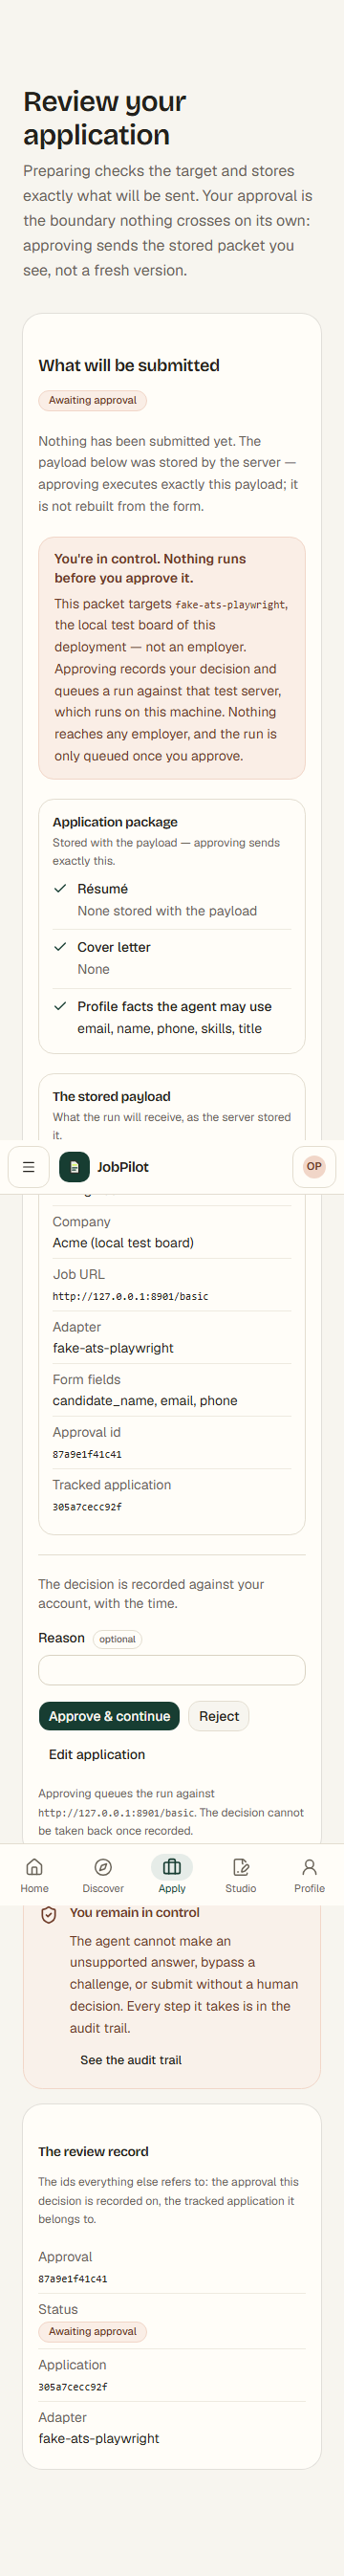 Review your
application
Preparing checks the target and stores
exactly what will be sent. Your approval is
the boundary nothing crosses on its own:
approving sends the stored packet you
see, not a fresh version.
What will be submitted
Awaiting approval
Nothing has been submitted yet. The
payload below was stored by the server —
approving executes exactly this payload; it
is not rebuilt from the form.
You're in control. Nothing runs
before you approve it.
This packet targets fake-ats-playwright,
the local test board of this
deployment — not an employer.
Approving records your decision and
queues a run against that test server,
which runs on this machine. Nothing
reaches any employer, and the run is
only queued once you approve.
Application package
Stored with the payload — approving sends
exactly this.
Résumé
None stored with the payload
Cover letter
None
Profile facts the agent may use
email, name, phone, skills, title
The stored payload
What the run will receive, as the server stored
it.
JobPilot
OP
Company
Acme (local test board)
Job URL
http://127.0.0.1:8901/basic
Adapter
fake-ats-playwright
Form fields
candidate_name, email, phone
Approval id
87a9e1f41c41
Tracked application
305a7cecc92f
The decision is recorded against your
account, with the time.
Reason optional
Approve & continue Reject
Edit application
Approving queues the run against
http://127.0.0.1:8901/basic. The decision cannot
be taken back once recorded.
Home Discover Apply Studio Profile
You remain in control
The agent cannot make an
unsupported answer, bypass a
challenge, or submit without a human
decision. Every step it takes is in the
audit trail.
See the audit trail
The review record
The ids everything else refers to: the approval this
decision is recorded on, the tracked application it
belongs to.
Approval
87a9e1f41c41
Status
Awaiting approval
Application
305a7cecc92f
Adapter
fake-ats-playwright